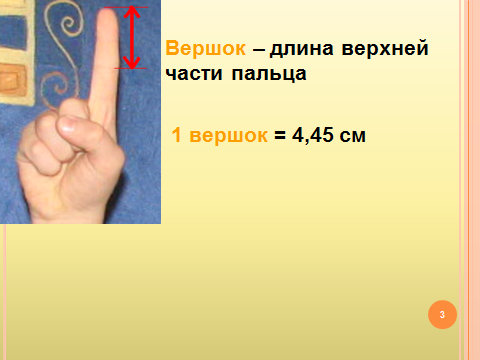 Вершок – длина верхней
части пальца
1 вершок = 4,45 см
3